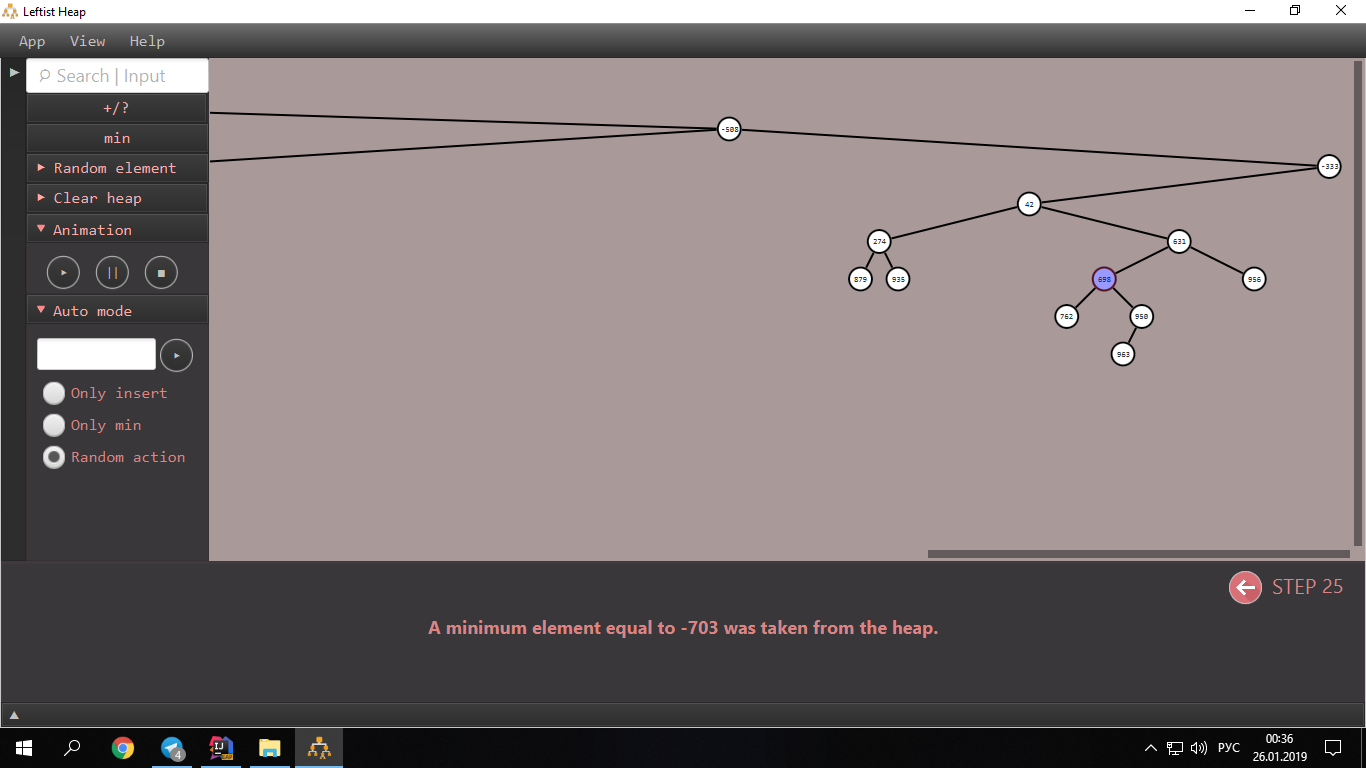 Leftist Heap
App View Help
Search | Input
+/?
min
Random element
Clear heap
Animation
Auto mode
Only insert
Only min
Random action
-508
-333
42
274
631
879
935
698
956
762
950
963
STEP 25
A minimum element equal to -703 was taken from the heap.
4
РУС
00:36
26.01.2019